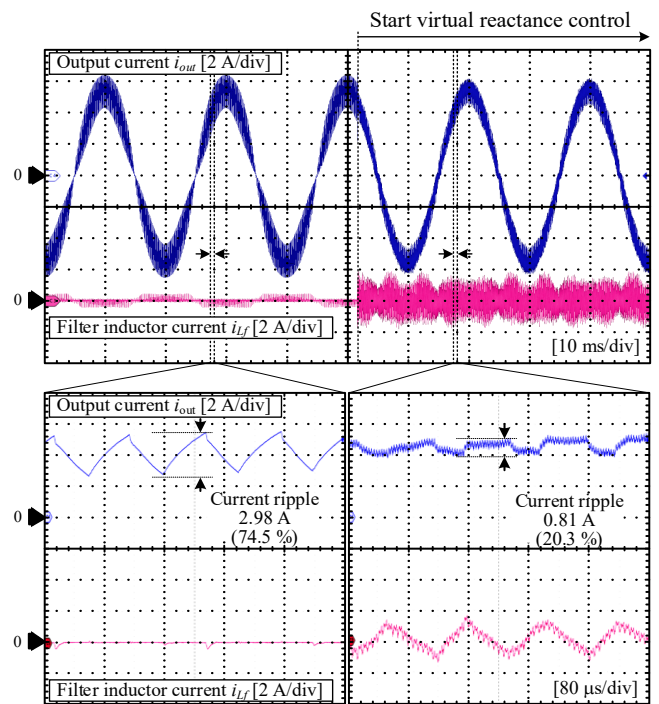 Start virtual reactance control
Output current iout [2 A/div]
0
0
Filter inductor current iLf [2 A/div]
[10 ms/div]
Output current iout [2 A/div]
Current ripple
2.98 A
(74.5 %)
Current ripple
0.81 A
(20.3 %)
0
0
Filter inductor current iLf [2 A/div]
[80 μs/div]